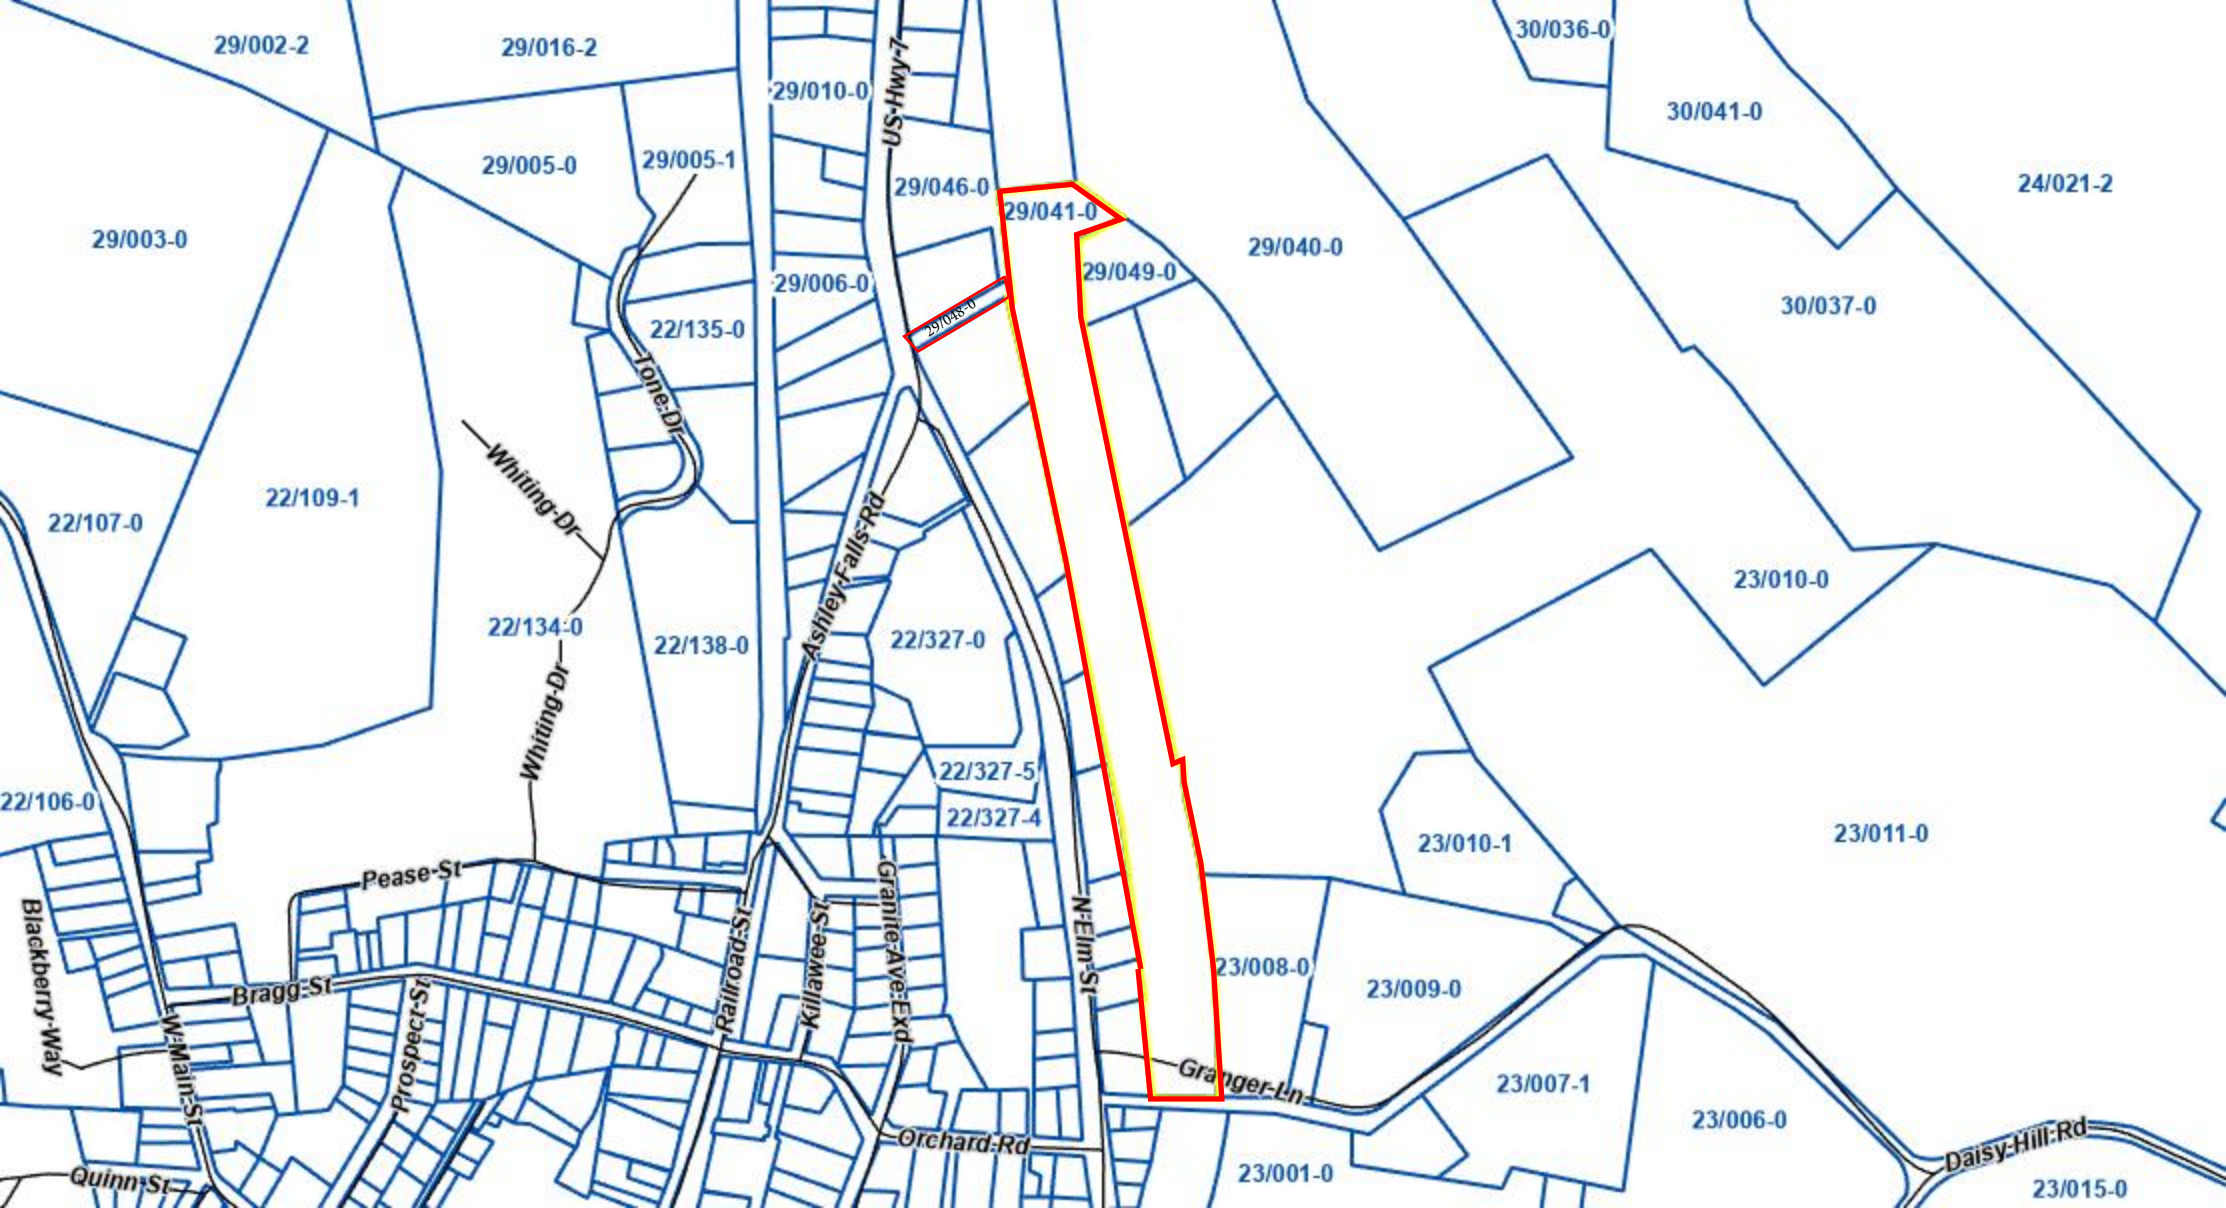 29/002-2
29/016-2
30/036-0
US-Hwy-7
29/010-0
30/041-0
29/005-0
29/005-1
29/046-0
24/021-2
29/041-0
29/003-0
29/040-0
29/006-0
29/049-0
29/048-0
30/037-0
22/135-0
Tone-Dr
Whiting-Dr
22/109-1
22/107-0
Ashley-Falls-Rd
23/010-0
22/134-0
22/138-0
22/327-0
Whiting-Dr
22/327-5
22/106-0
22/327-4
23/010-1
23/011-0
Pease-St
Granite-Ave-Exd
Blackberry-Way
Railroad-St
Killawee-St
N-Elm-St
23/008-0
23/009-0
Bragg-St
Prospect-St
W-Main-St
Granger-Ln
23/007-1
23/006-0
Orchard-Rd
Daisy-Hill-Rd
Quinn-St
23/001-0
23/015-0